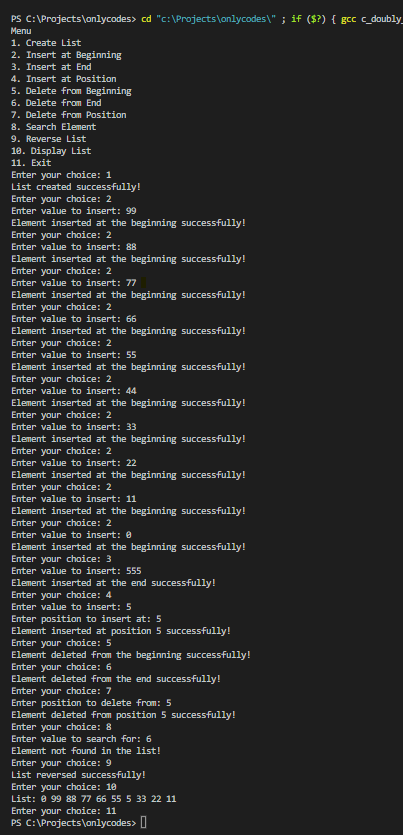 PS C:\Projects\onlycodes> cd "c:\Projects\onlycodes\" ; if ($?) { gcc c_doubly_
Menu
1. Create List
2. Insert at Beginning
3. Insert at End
4. Insert at Position
5. Delete from Beginning
6. Delete from End
7. Delete from Position
8. Search Element
9. Reverse List
10. Display List
11. Exit
Enter your choice: 1
List created successfully!
Enter your choice: 2
Enter value to insert: 99
Element inserted at the beginning successfully!
Enter your choice: 2
Enter value to insert: 88
Element inserted at the beginning successfully!
Enter your choice: 2
Enter value to insert: 77
Element inserted at the beginning successfully!
Enter your choice: 2
Enter value to insert: 66
Element inserted at the beginning successfully!
Enter your choice: 2
Enter value to insert: 55
Element inserted at the beginning successfully!
Enter your choice: 2
Enter value to insert: 44
Element inserted at the beginning successfully!
Enter your choice: 2
Enter value to insert: 33
Element inserted at the beginning successfully!
Enter your choice: 2
Enter value to insert: 22
Element inserted at the beginning successfully!
Enter your choice: 2
Enter value to insert: 11
Element inserted at the beginning successfully!
Enter your choice: 2
Enter value to insert: 0
Element inserted at the beginning successfully!
Enter your choice: 3
Enter value to insert: 555
Element inserted at the end successfully!
Enter your choice: 4
Enter value to insert: 5
Enter position to insert at: 5
Element inserted at position 5 successfully!
Enter your choice: 5
Element deleted from the beginning successfully!
Enter your choice: 6
Element deleted from the end successfully!
Enter your choice: 7
Enter position to delete from: 5
Element deleted from position 5 successfully!
Enter your choice: 8
Enter value to search for: 6
Element not found in the list!
Enter your choice: 9
List reversed successfully!
Enter your choice: 10
List: 0 99 88 77 66 55 5 33 22 11
Enter your choice: 11
PS C:\Projects\onlycodes>